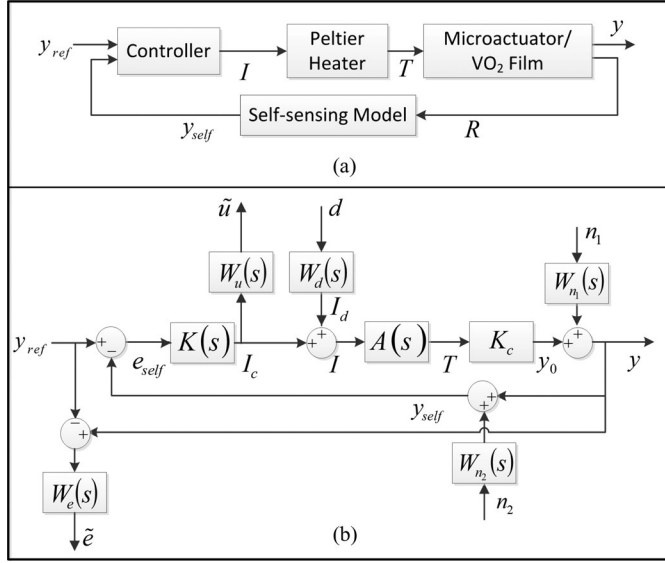 y_ref
Controller
I
Peltier Heater
T
Microactuator/ VO₂ Film
y
y_self
Self-sensing Model
R
(a)
ũ
d
n₁
W_u(s)
W_d(s)
W_n₁(s)
I_d
y_ref
+
−
e_self
K(s)
I_c
+
+
I
A(s)
T
K_c
y₀
+
+
y
y_self
+
+
−
+
W_n₂(s)
n₂
W_e(s)
ẽ
(b)